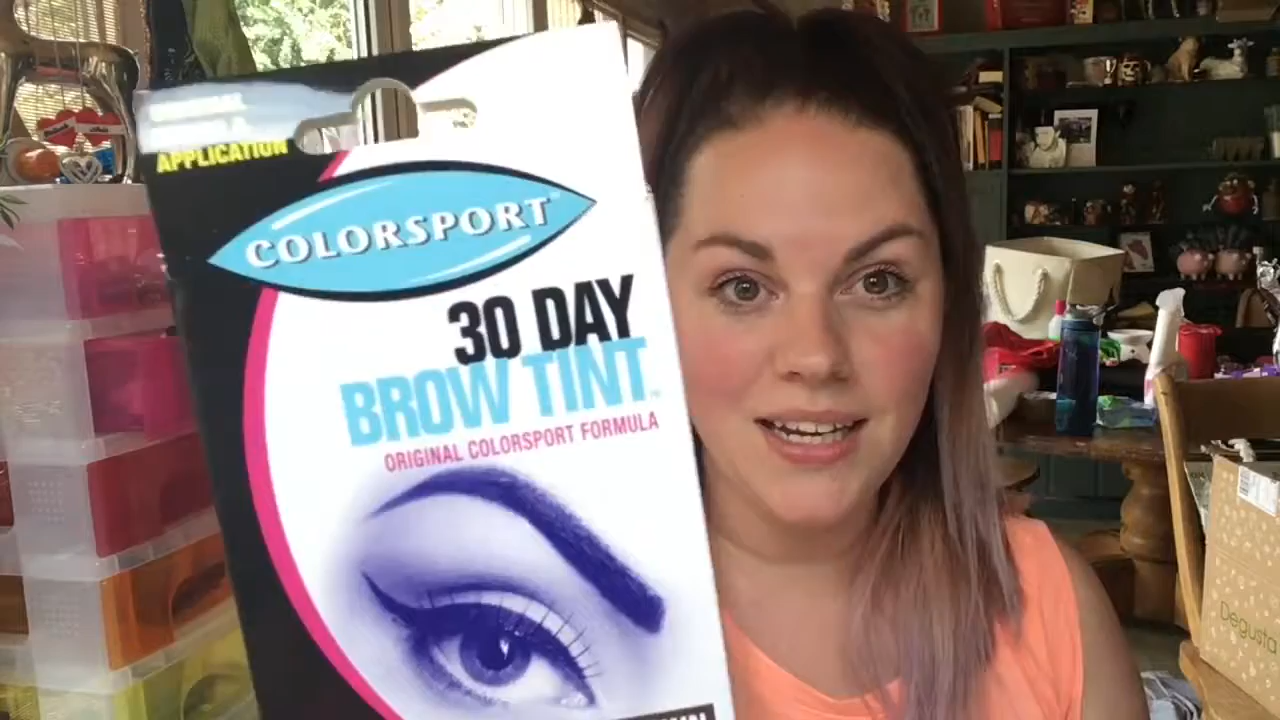 APPLICATION
COLORSPORT
30 DAY
BROW TINT
ORIGINAL COLORSPORT FORMULA
Degusta